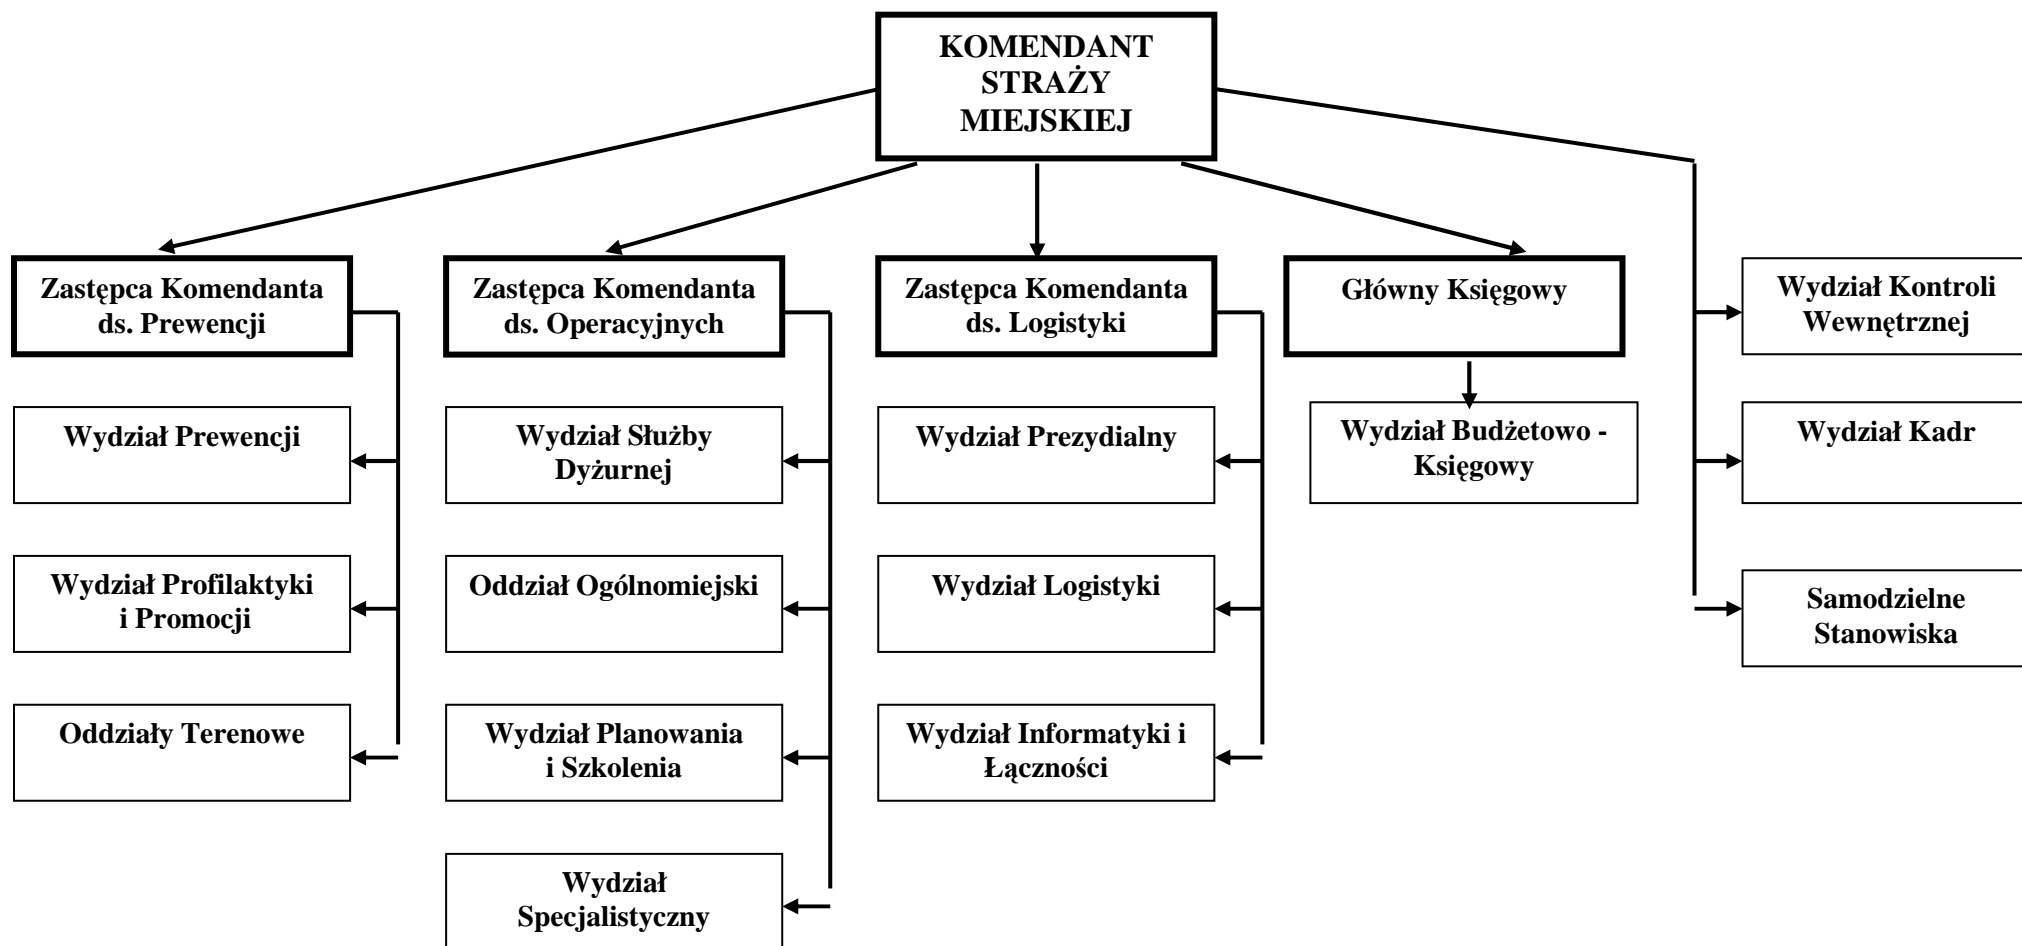 KOMENDANT
STRAŻY
MIEJSKIEJ
Zastępca Komendanta
ds. Prewencji
Zastępca Komendanta
ds. Operacyjnych
Zastępca Komendanta
ds. Logistyki
Główny Księgowy
Wydział Kontroli
Wewnętrznej
Wydział Prewencji
Wydział Służby
Dyżurnej
Wydział Prezydialny
Wydział Budżetowo -
Księgowy
Wydział Kadr
Wydział Profilaktyki
i Promocji
Oddział Ogólnomiejski
Wydział Logistyki
Samodzielne
Stanowiska
Oddziały Terenowe
Wydział Planowania
i Szkolenia
Wydział Informatyki i
Łączności
Wydział
Specjalistyczny